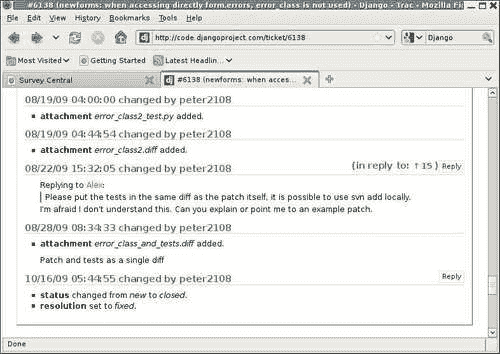 #6138 (newforms: when accessing directly form.errors, error_class is not used) - Django - Trac - Mozilla Fi
File Edit View History Bookmarks Tools Help
http://code.djangoproject.com/ticket/6138
Django
Most Visited Getting Started Latest Headlin...
Survey Central
#6138 (newforms: when acces...
08/19/09 04:00:00 changed by peter2108
attachment error_class2_test.py added.
08/19/09 04:44:54 changed by peter2108
attachment error_class2.diff added.
08/22/09 15:32:05 changed by peter2108
(in reply to: ↑ 15 ) Reply
Replying to Alex:
Please put the tests in the same diff as the patch itself, it is possible to use svn add locally.
I'm afraid I don't understand this. Can you explain or point me to an example patch.
08/28/09 08:34:33 changed by peter2108
attachment error_class_and_tests.diff added.
Patch and tests as a single diff
10/16/09 05:44:55 changed by peter2108
Reply
status changed from new to closed.
resolution set to fixed.
Done